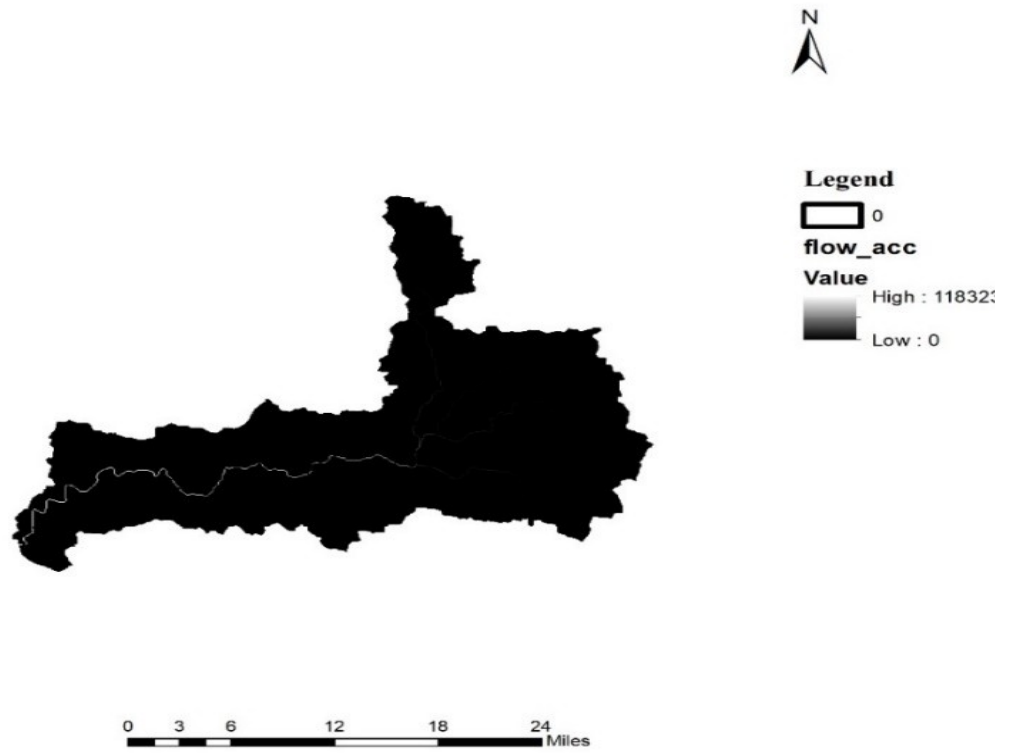 N
Legend
0
flow_acc
Value
High : 118323
Low : 0
0 3 6 12 18 24
Miles